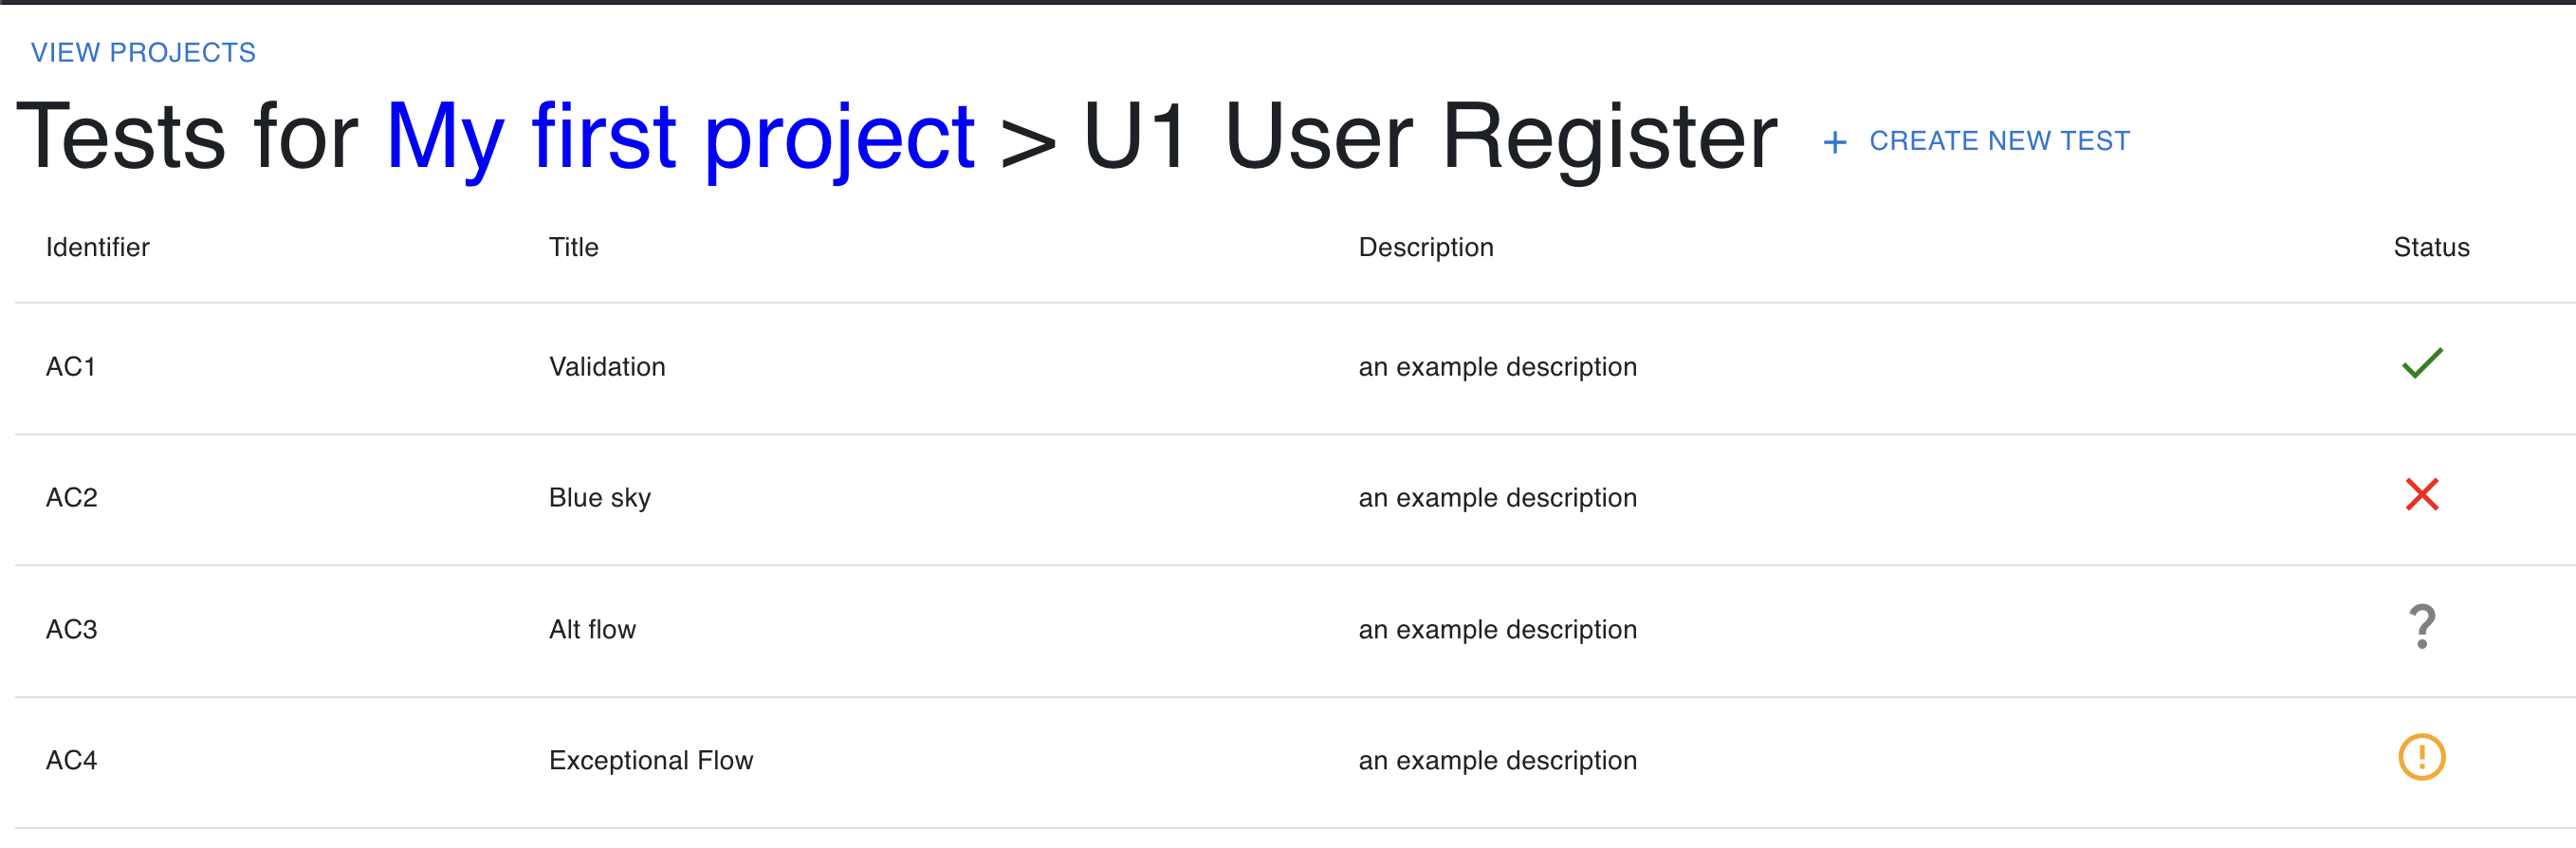 VIEW PROJECTS
Tests for My first project > U1 User Register + CREATE NEW TEST
Identifier Title Description Status
AC1 Validation an example description
AC2 Blue sky an example description
AC3 Alt flow an example description ?
AC4 Exceptional Flow an example description !